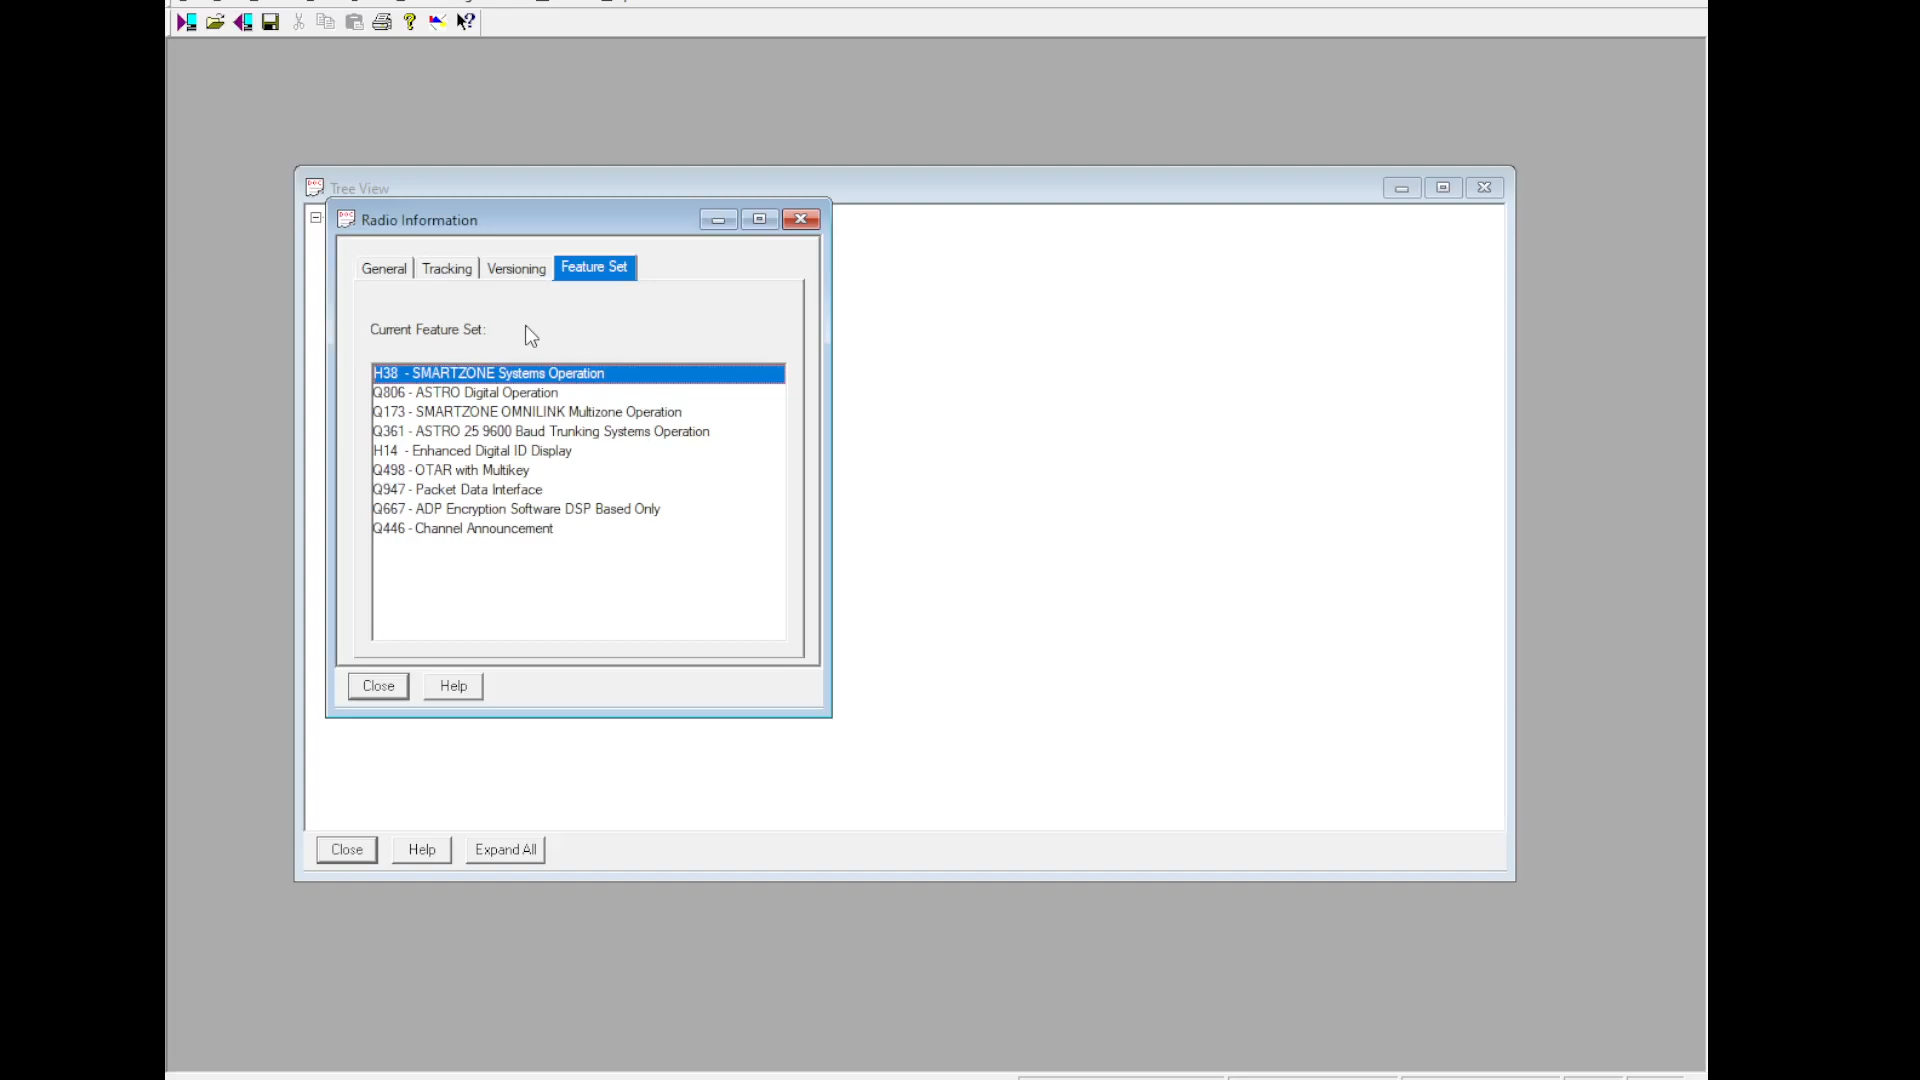 Tree View
Radio Information
General Tracking Versioning Feature Set
Current Feature Set:
H38 - SMARTZONE Systems Operation
Q806 - ASTRO Digital Operation
Q173 - SMARTZONE OMNILINK Multizone Operation
Q361 - ASTRO 25 9600 Baud Trunking Systems Operation
H14 - Enhanced Digital ID Display
Q498 - OTAR with Multikey
Q947 - Packet Data Interface
Q667 - ADP Encryption Software DSP Based Only
Q446 - Channel Announcement
Close Help
Close Help Expand All